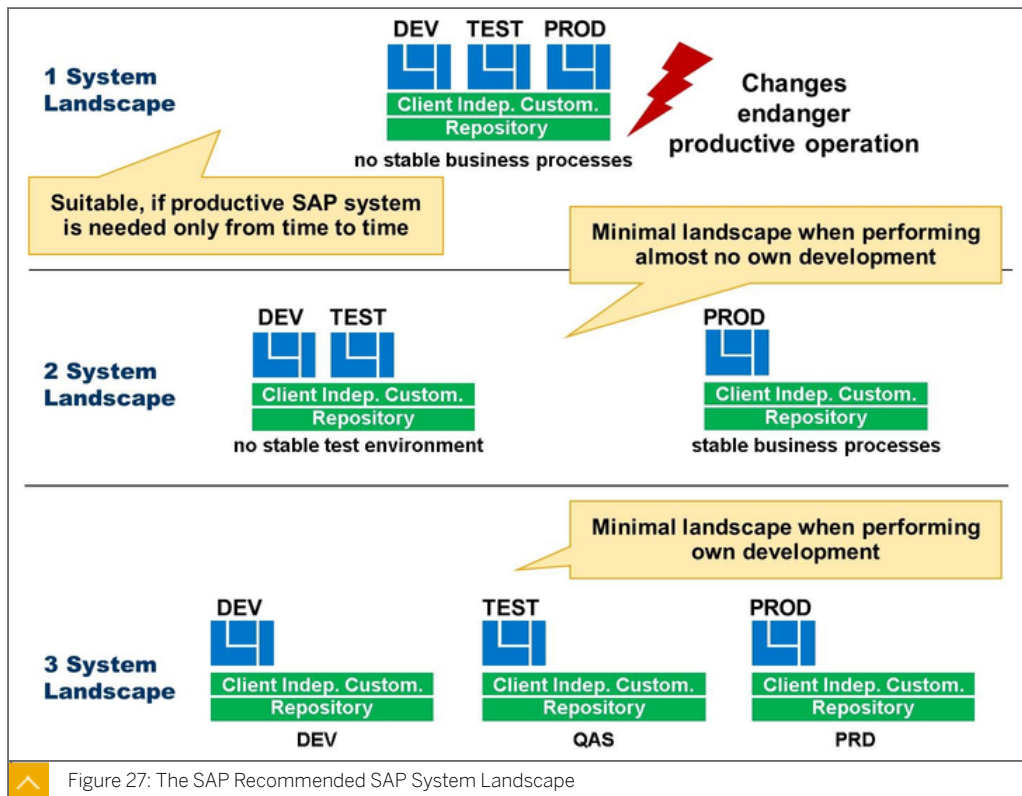 DEV TEST PROD
1 System
Landscape
Client Indep. Custom.
Repository
no stable business processes
Changes
endanger
productive operation
Suitable, if productive SAP system
is needed only from time to time
Minimal landscape when performing
almost no own development
DEV TEST
PROD
2 System
Landscape
Client Indep. Custom.
Repository
no stable test environment
Client Indep. Custom.
Repository
stable business processes
Minimal landscape when performing
own development
3 System
Landscape
DEV
Client Indep. Custom.
Repository
DEV
TEST
Client Indep. Custom.
Repository
QAS
PROD
Client Indep. Custom.
Repository
PRD
Figure 27: The SAP Recommended SAP System Landscape